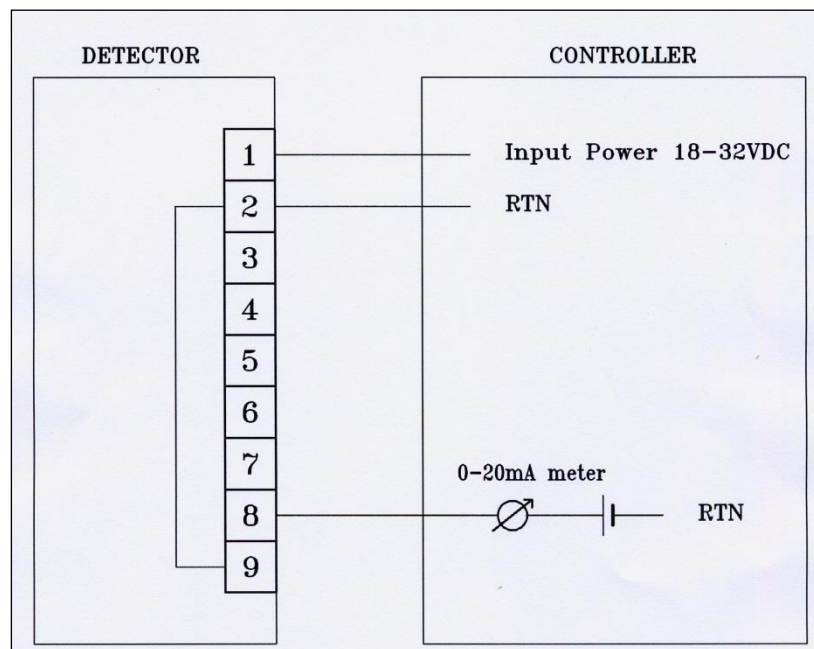 DETECTOR
CONTROLLER
1
Input Power 18-32VDC
2
RTN
3
4
5
6
7
0-20mA meter
8
RTN
9